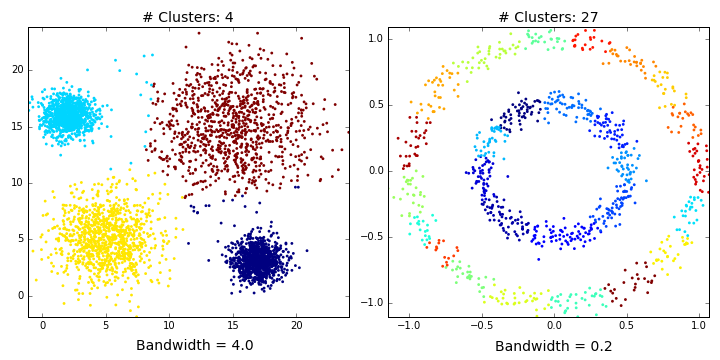 # Clusters: 4
20
15
10
5
0
0 5 10 15 20
Bandwidth = 4.0
# Clusters: 27
1.0
0.5
0.0
−0.5
−1.0
−1.0 −0.5 0.0 0.5 1.0
Bandwidth = 0.2